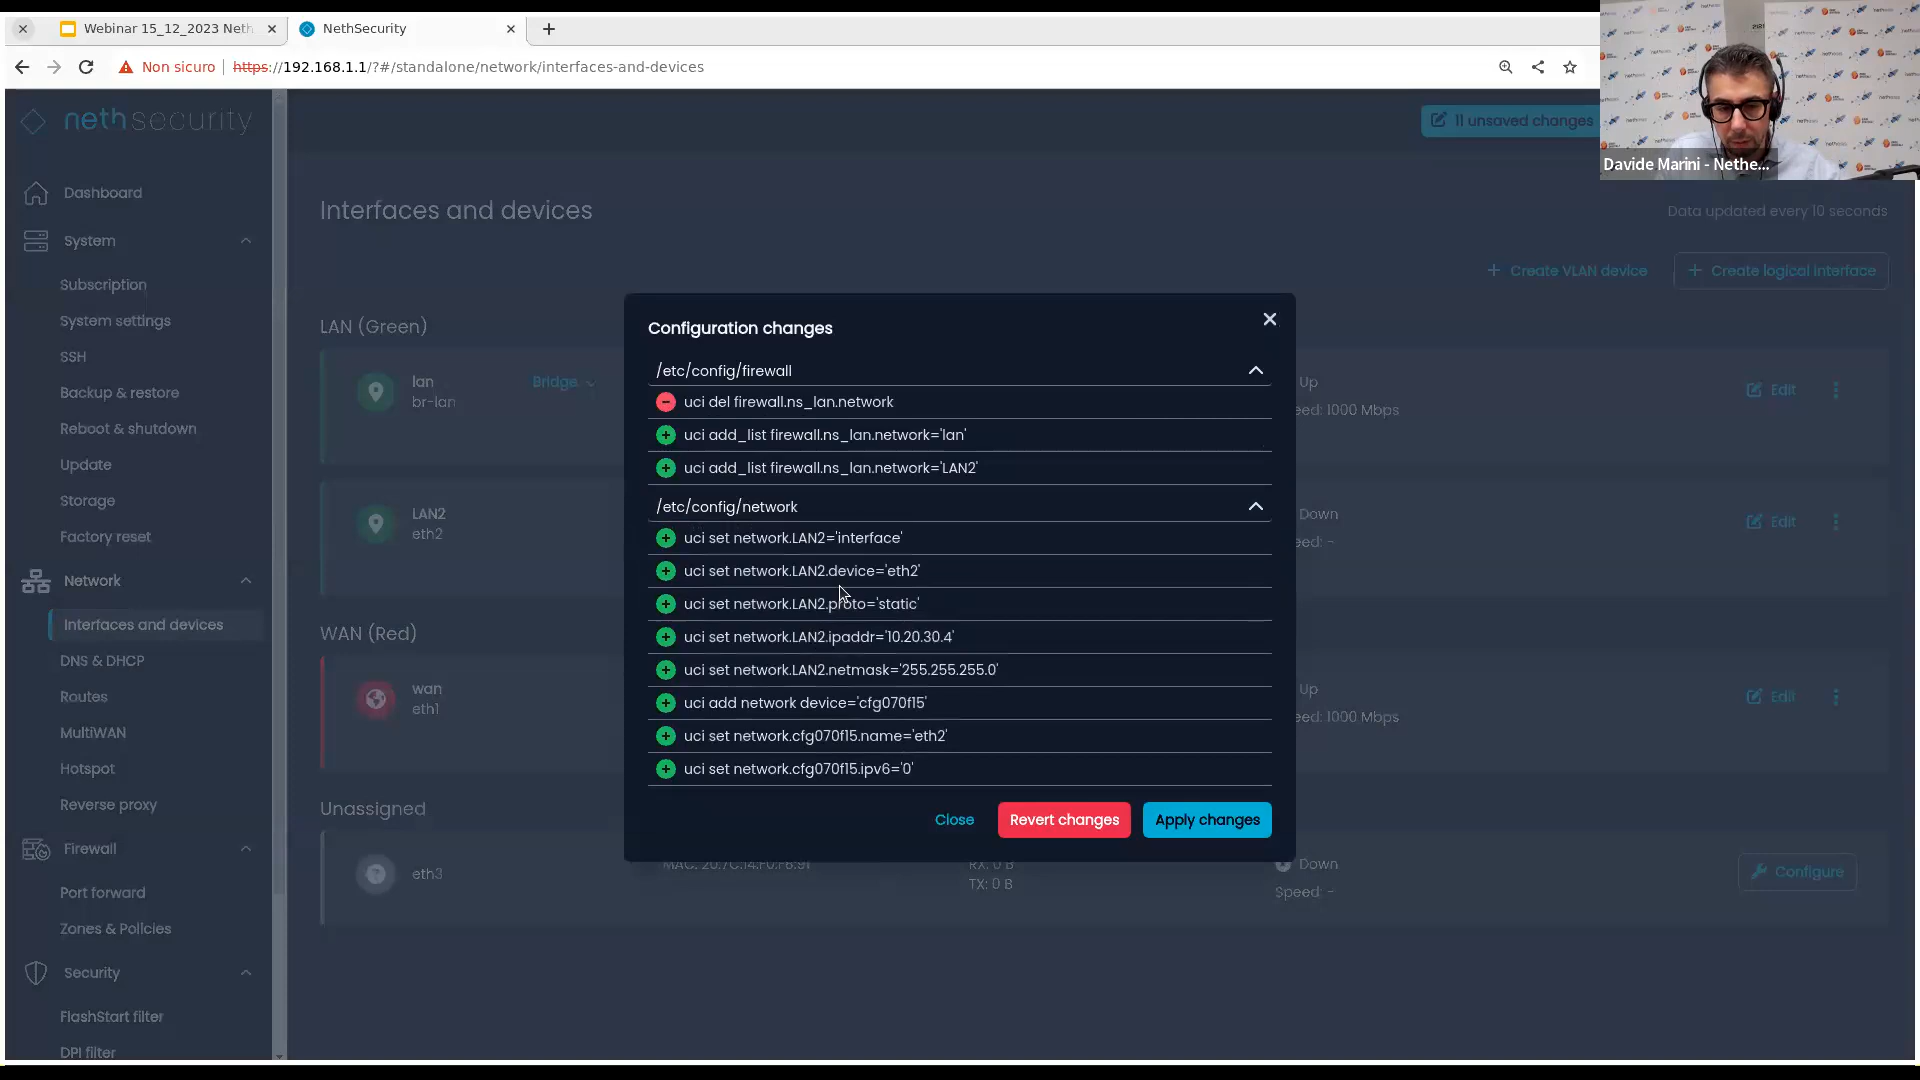 Webinar 15_12_2023 Neth
NethSecurity
Non sicuro
https://192.168.1.1/?#/standalone/network/interfaces-and-devices
Davide Marini - Nethe...
nethsecurity
11 unsaved changes
Dashboard
System
Subscription
System settings
SSH
Backup & restore
Reboot & shutdown
Update
Storage
Factory reset
Network
Interfaces and devices
DNS & DHCP
Routes
MultiWAN
Hotspot
Reverse proxy
Firewall
Port forward
Zones & Policies
Security
FlashStart filter
DPI filter
Interfaces and devices
Data updated every 10 seconds
Create VLAN device
Create logical interface
LAN (Green)
lan
br-lan
Bridge
Up
eed: 1000 Mbps
Edit
LAN2
eth2
Down
eed: -
Edit
WAN (Red)
wan
eth1
Up
eed: 1000 Mbps
Edit
Unassigned
eth3
RX: 0 B
TX: 0 B
Down
Speed: -
Configure
Configuration changes
/etc/config/firewall
uci del firewall.ns_lan.network
uci add_list firewall.ns_lan.network='lan'
uci add_list firewall.ns_lan.network='LAN2'
/etc/config/network
uci set network.LAN2='interface'
uci set network.LAN2.device='eth2'
uci set network.LAN2.proto='static'
uci set network.LAN2.ipaddr='10.20.30.4'
uci set network.LAN2.netmask='255.255.255.0'
uci add network device='cfg070f15'
uci set network.cfg070f15.name='eth2'
uci set network.cfg070f15.ipv6='0'
Close
Revert changes
Apply changes